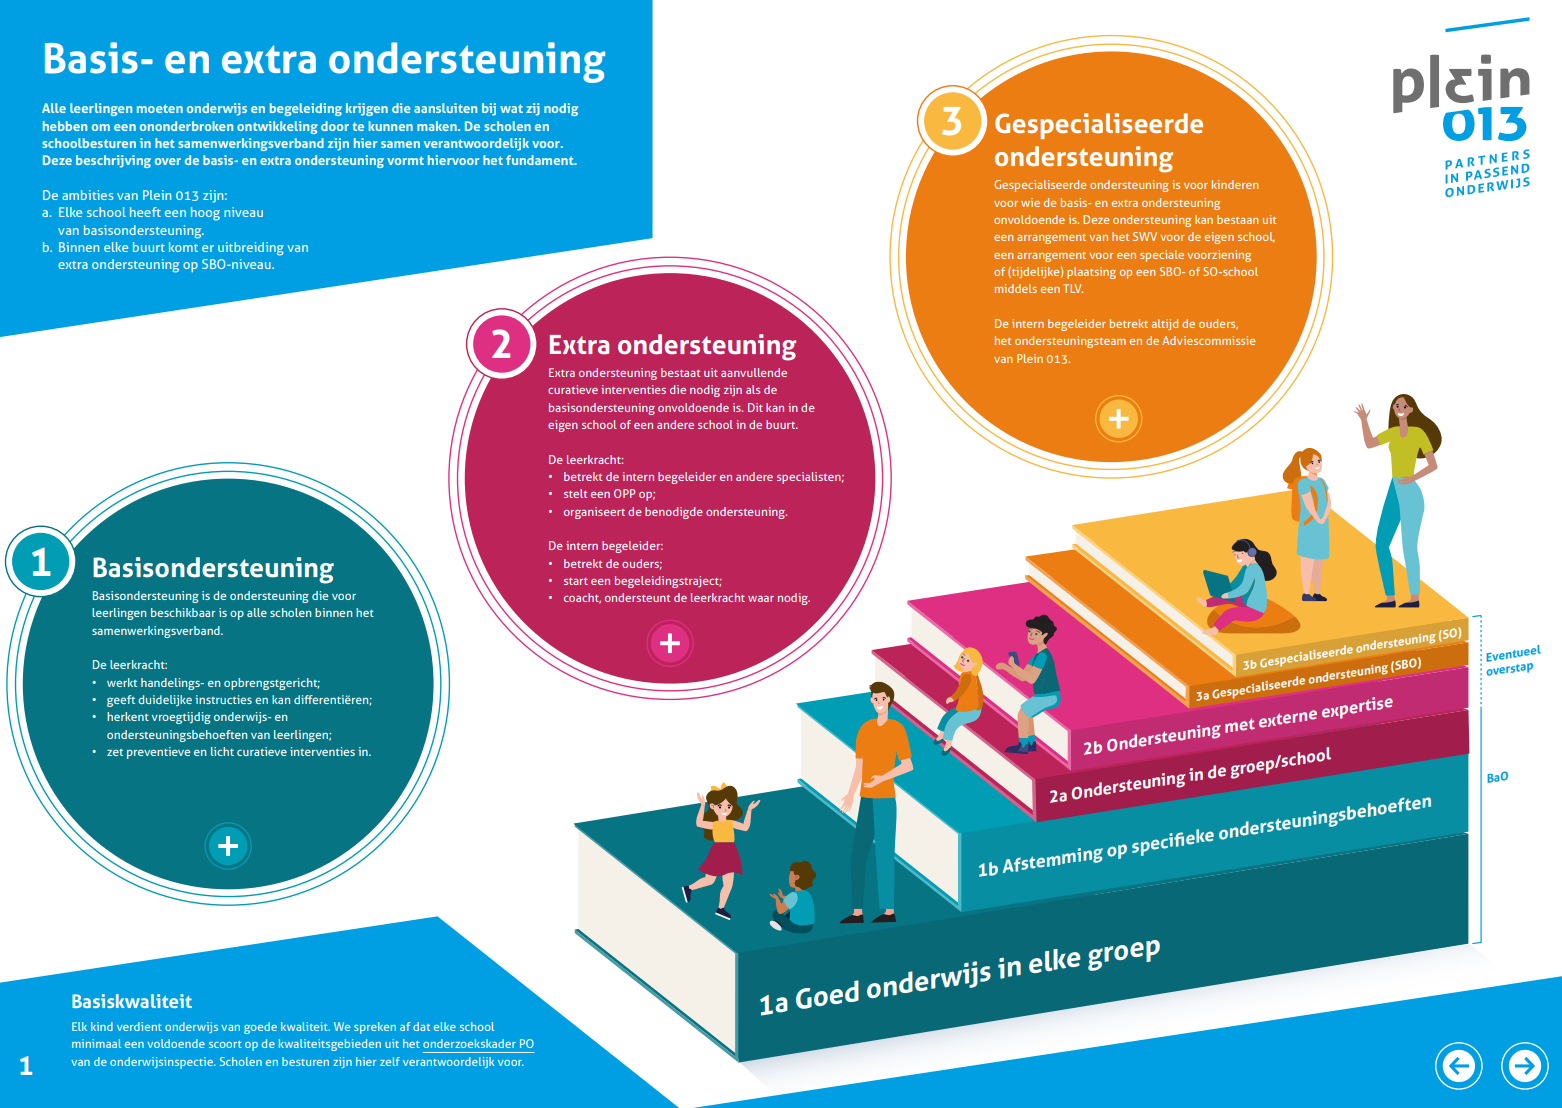 Basis- en extra ondersteuning
Alle leerlingen moeten onderwijs en begeleiding krijgen die aansluiten bij wat zij nodig
hebben om een ononderbroken ontwikkeling door te kunnen maken. De scholen en
schoolbesturen in het samenwerkingsverband zijn hier samen verantwoordelijk voor.
Deze beschrijving over de basis- en extra ondersteuning vormt hiervoor het fundament.
De ambities van Plein 013 zijn:
a. Elke school heeft een hoog niveau
van basisondersteuning.
b. Binnen elke buurt komt er uitbreiding van
extra ondersteuning op SBO-niveau.
plein
013
PARTNERS
IN PASSEND
ONDERWIJS
3
Gespecialiseerde
ondersteuning
Gespecialiseerde ondersteuning is voor kinderen
voor wie de basis- en extra ondersteuning
onvoldoende is. Deze ondersteuning kan bestaan uit
een arrangement van het SWV voor de eigen school,
een arrangement voor een speciale voorziening
of (tijdelijke) plaatsing op een SBO- of SO-school
middels een TLV.
De intern begeleider betrekt altijd de ouders,
het ondersteuningsteam en de Adviescommissie
van Plein 013.
+
2
Extra ondersteuning
Extra ondersteuning bestaat uit aanvullende
curatieve interventies die nodig zijn als de
basisondersteuning onvoldoende is. Dit kan in de
eigen school of een andere school in de buurt.
De leerkracht:
• betrekt de intern begeleider en andere specialisten;
• stelt een OPP op;
• organiseert de benodigde ondersteuning.
De intern begeleider:
• betrekt de ouders;
• start een begeleidingstraject;
• coacht, ondersteunt de leerkracht waar nodig.
+
1
Basisondersteuning
Basisondersteuning is de ondersteuning die voor
leerlingen beschikbaar is op alle scholen binnen het
samenwerkingsverband.
De leerkracht:
• werkt handelings- en opbrengstgericht;
• geeft duidelijke instructies en kan differentiëren;
• herkent vroegtijdig onderwijs- en
ondersteuningsbehoeften van leerlingen;
• zet preventieve en licht curatieve interventies in.
+
3b Gespecialiseerde ondersteuning (SO)
3a Gespecialiseerde ondersteuning (SBO)
2b Ondersteuning met externe expertise
2a Ondersteuning in de groep/school
1b Afstemming op specifieke ondersteuningsbehoeften
1a Goed onderwijs in elke groep
Eventueel
overstap
BaO
Basiskwaliteit
Elk kind verdient onderwijs van goede kwaliteit. We spreken af dat elke school
minimaal een voldoende scoort op de kwaliteitsgebieden uit het onderzoekskader PO
van de onderwijsinspectie. Scholen en besturen zijn hier zelf verantwoordelijk voor.
1